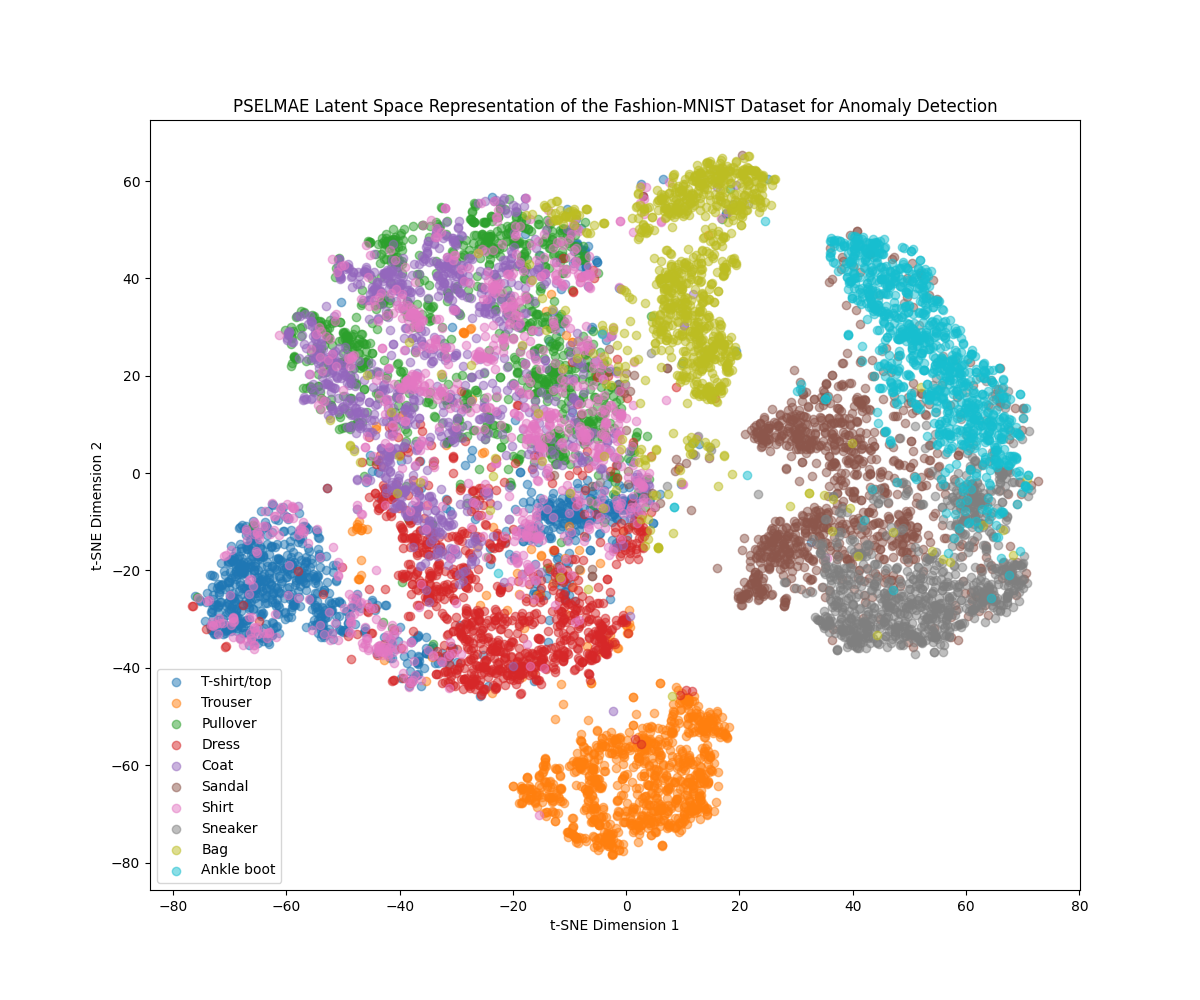 PSELMAE Latent Space Representation of the Fashion-MNIST Dataset for Anomaly Detection
60
40
20
0
−20
−40
−60
−80
t-SNE Dimension 2
T-shirt/top
Trouser
Pullover
Dress
Coat
Sandal
Shirt
Sneaker
Bag
Ankle boot
−80 −60 −40 −20 0 20 40 60 80
t-SNE Dimension 1